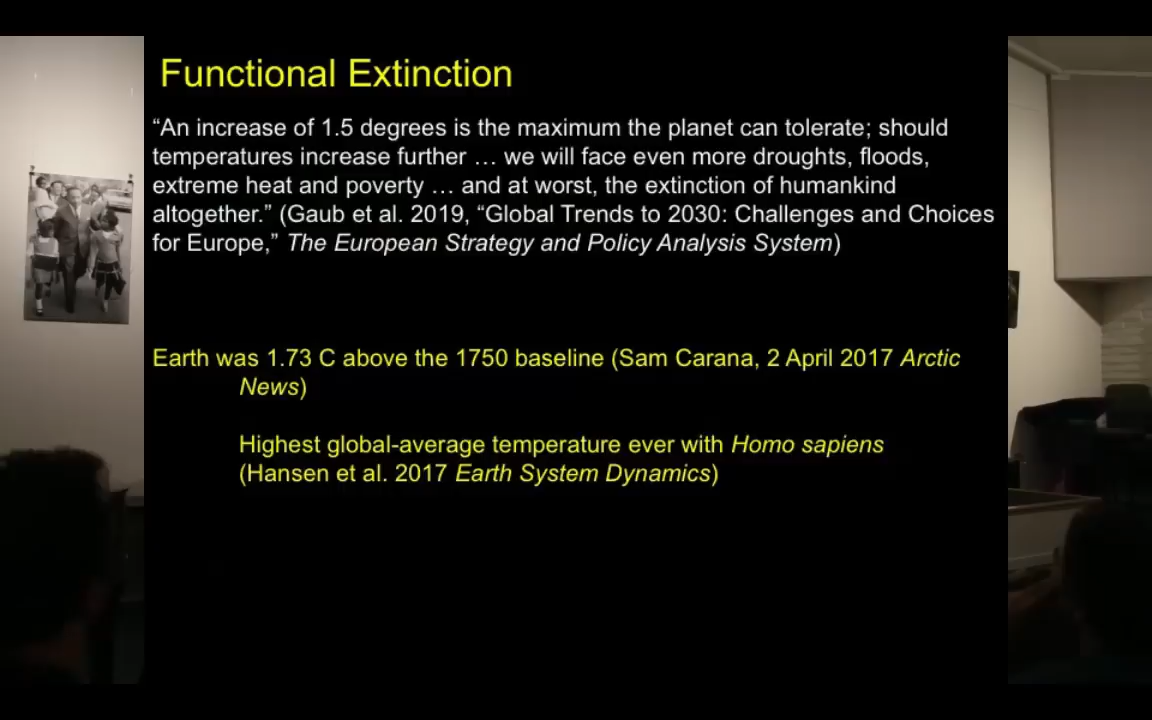 Functional Extinction
“An increase of 1.5 degrees is the maximum the planet can tolerate; should
temperatures increase further … we will face even more droughts, floods,
extreme heat and poverty … and at worst, the extinction of humankind
altogether.” (Gaub et al. 2019, “Global Trends to 2030: Challenges and Choices
for Europe,” The European Strategy and Policy Analysis System)
Earth was 1.73 C above the 1750 baseline (Sam Carana, 2 April 2017 Arctic
News)
Highest global-average temperature ever with Homo sapiens
(Hansen et al. 2017 Earth System Dynamics)